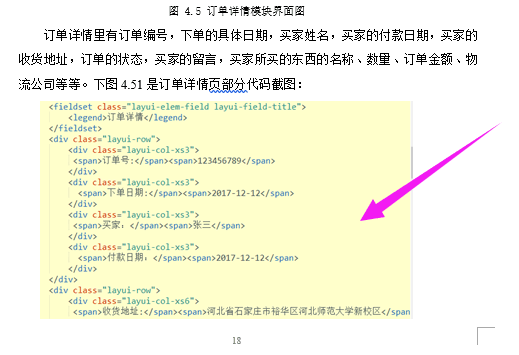 图 4.5 订单详情模块界面图
订单详情里有订单编号，下单的具体日期，买家姓名，买家的付款日期，买家的
收货地址，订单的状态，买家的留言，买家所买的东西的名称、数量、订单金额、物
流公司等等。下图 4.51 是订单详情页部分代码截图：
<fieldset class="layui-elem-field layui-field-title">
<legend>订单详情</legend>
</fieldset>
<div class="layui-row">
<div class="layui-col-xs3">
<span>订单号:</span><span>123456789</span>
</div>
<div class="layui-col-xs3">
<span>下单日期:</span><span>2017-12-12</span>
</div>
<div class="layui-col-xs3">
<span>买家：</span><span>张三</span>
</div>
<div class="layui-col-xs3">
<span>付款日期：</span><span>2017-12-12</span>
</div>
</div>
<div class="layui-row">
<div class="layui-col-xs6">
<span>收货地址:</span><span>河北省石家庄市裕华区河北师范大学新校区</span
18